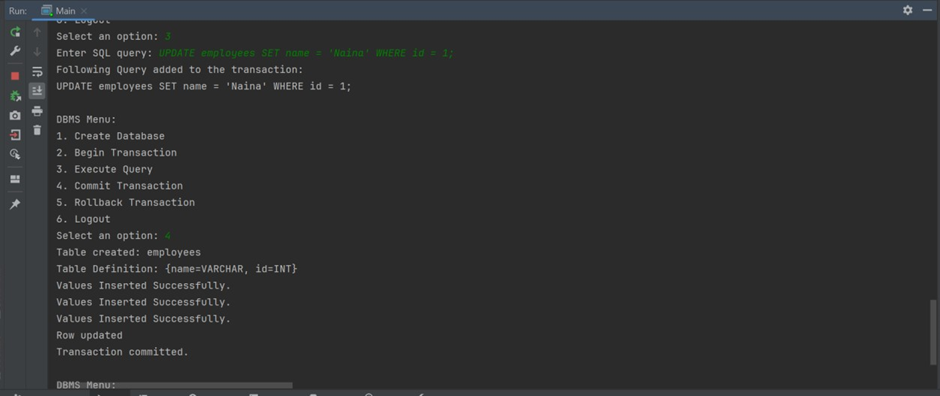 Run: Main
6. Logout
Select an option: 3
Enter SQL query: UPDATE employees SET name = 'Naina' WHERE id = 1;
Following Query added to the transaction:
UPDATE employees SET name = 'Naina' WHERE id = 1;
DBMS Menu:
1. Create Database
2. Begin Transaction
3. Execute Query
4. Commit Transaction
5. Rollback Transaction
6. Logout
Select an option: 4
Table created: employees
Table Definition: {name=VARCHAR, id=INT}
Values Inserted Successfully.
Values Inserted Successfully.
Values Inserted Successfully.
Row updated
Transaction committed.
DBMS Menu: